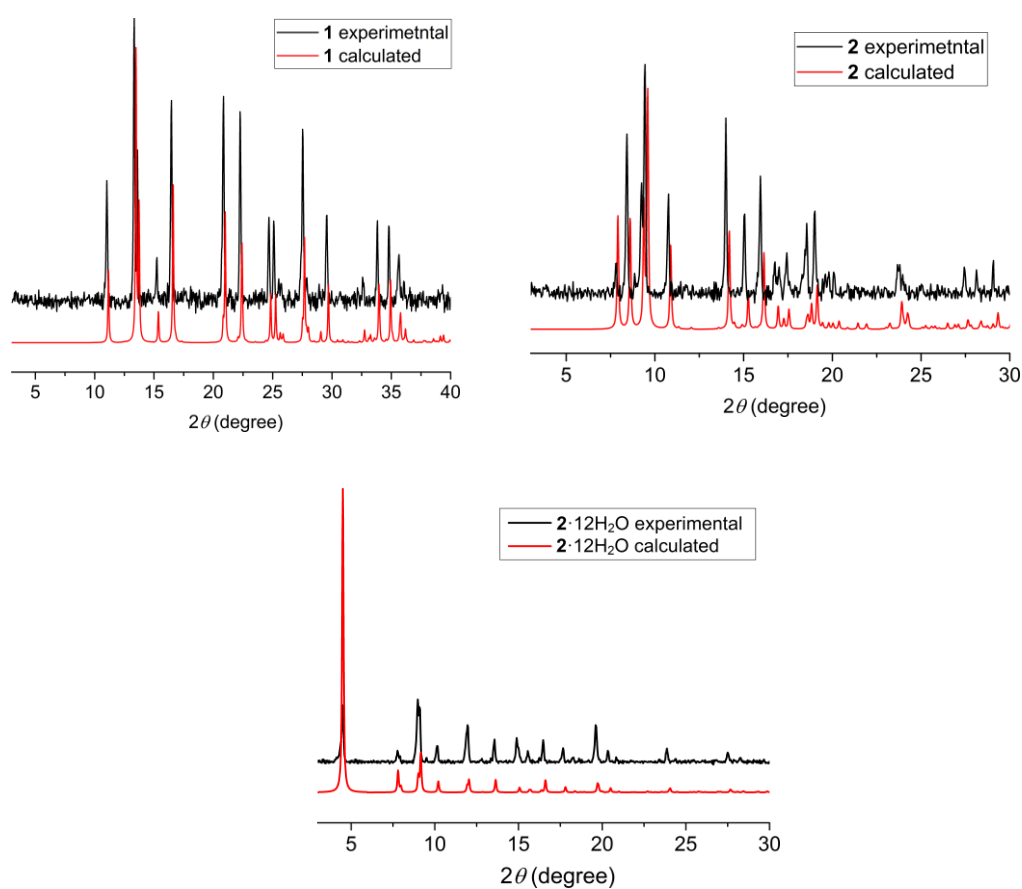 1 experimetntal
1 calculated
5 10 15 20 25 30 35 40
2θ (degree)
2 experimetntal
2 calculated
5 10 15 20 25 30
2θ (degree)
2·12H₂O experimental
2·12H₂O calculated
5 10 15 20 25 30
2θ (degree)